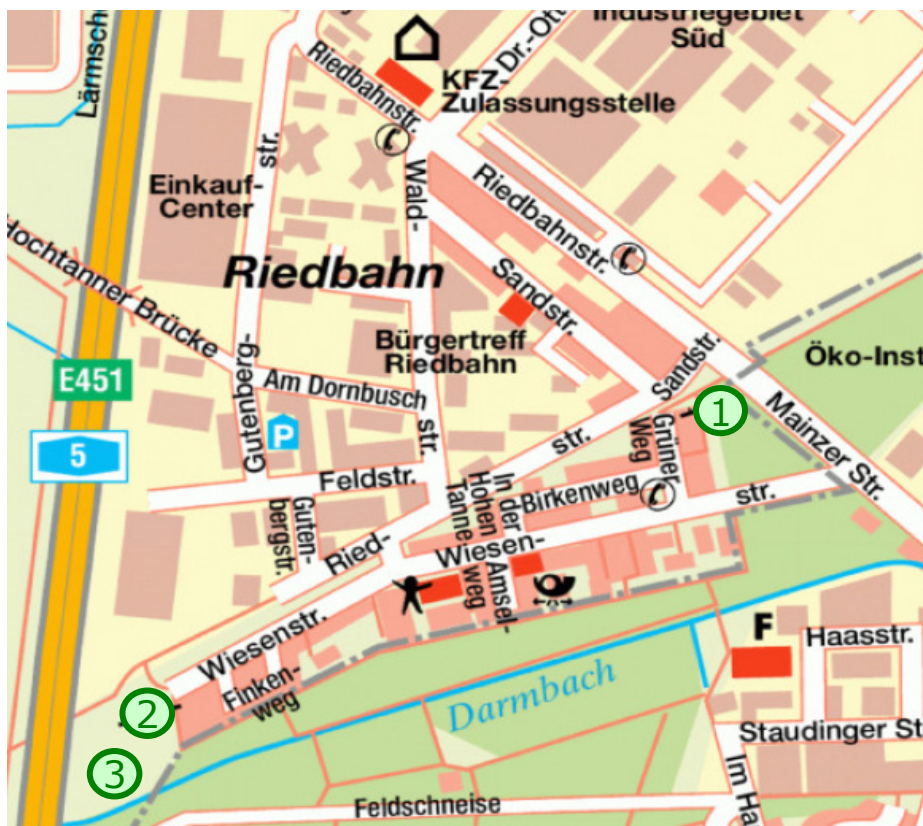 Industriegebiet
Süd
Lärmsch
Dr.-Ott
KFZ-
Zulassungsstelle
Riedbahnstr.
str.
Wald-
Einkauf-
Center
Riedbahnstr.
Hochtanner Brücke
Riedbahn
Sandstr.
Bürgertreff
Riedbahn
Sandstr.
Öko-Inst
E451
Am Dornbusch
1
Mainzer Str.
Gutenberg-
P
str.
str.
Grüner
Weg
5
Feldstr.
In der
Hohen
Tanne
Birkenweg
str.
Guten-
bergstr.
Ried-
Wiesen-
Amsel-
weg
Wiesenstr.
F
Haasstr.
Finken-
weg
Darmbach
2
Staudinger St
3
Im Ha
Feldschneise